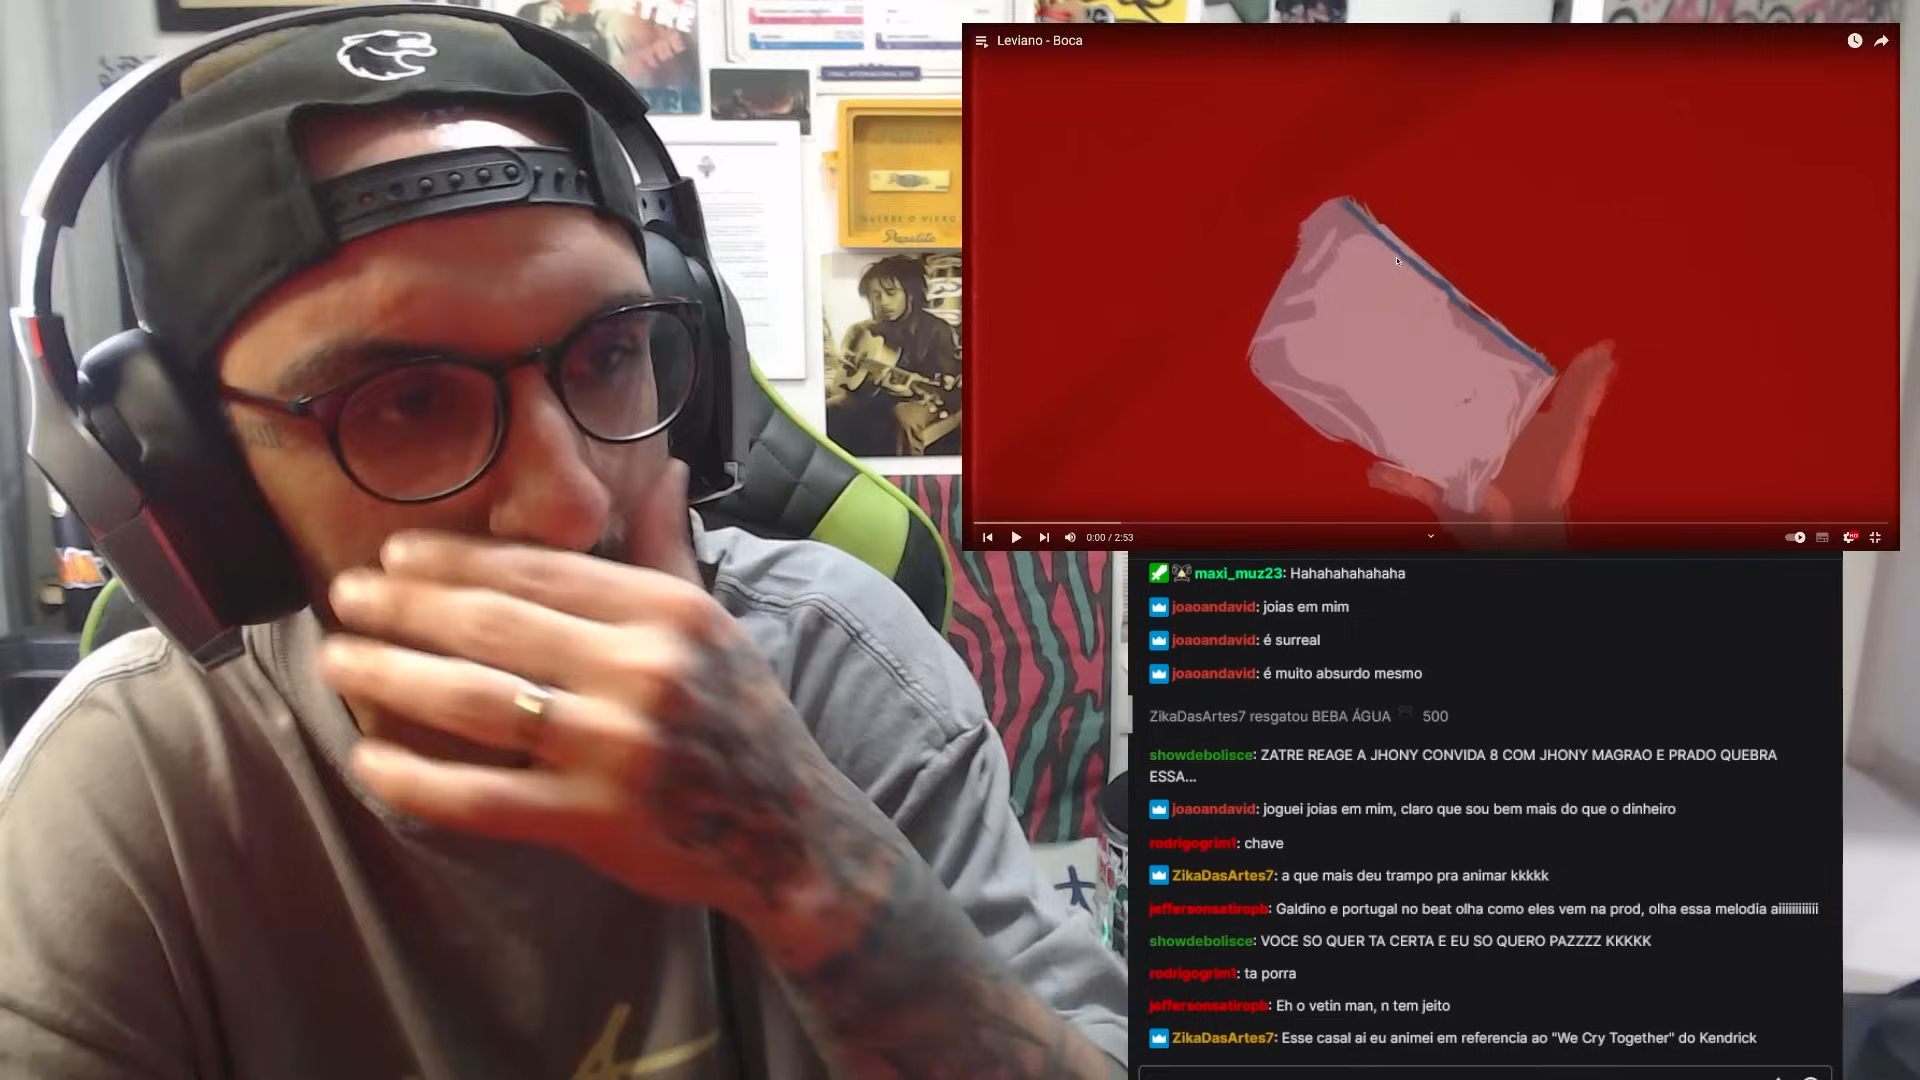 Leviano - Boca
0:00 / 2:53
maxi_muz23: Hahahahahahaha
joaoandavid: joias em mim
joaoandavid: é surreal
joaoandavid: é muito absurdo mesmo
ZikaDasArtes7 resgatou BEBA ÁGUA 500
showdebolisce: ZATRE REAGE A JHONY CONVIDA 8 COM JHONY MAGRAO E PRADO QUEBRA
ESSA...
joaoandavid: joguei joias em mim, claro que sou bem mais do que o dinheiro
rodrigogrim1: chave
ZikaDasArtes7: a que mais deu trampo pra animar kkkkk
jeffersonsatiropb: Galdino e portugal no beat olha como eles vem na prod, olha essa melodia aiiiiiiiiiiii
showdebolisce: VOCE SO QUER TA CERTA E EU SO QUERO PAZZZZ KKKKK
rodrigogrim1: ta porra
jeffersonsatiropb: Eh o vetin man, n tem jeito
ZikaDasArtes7: Esse casal ai eu animei em referencia ao "We Cry Together" do Kendrick